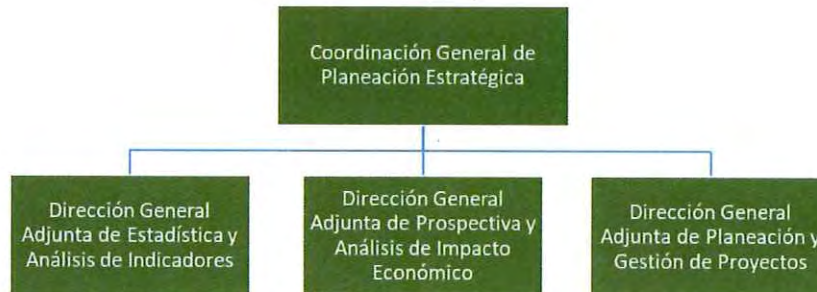 Coordinación General de
Planeación Estratégica
Dirección General
Adjunta de Estadística y
Análisis de Indicadores
Dirección General
Adjunta de Prospectiva y
Análisis de Impacto
Económico
Dirección General
Adjunta de Planeación y
Gestión de Proyectos